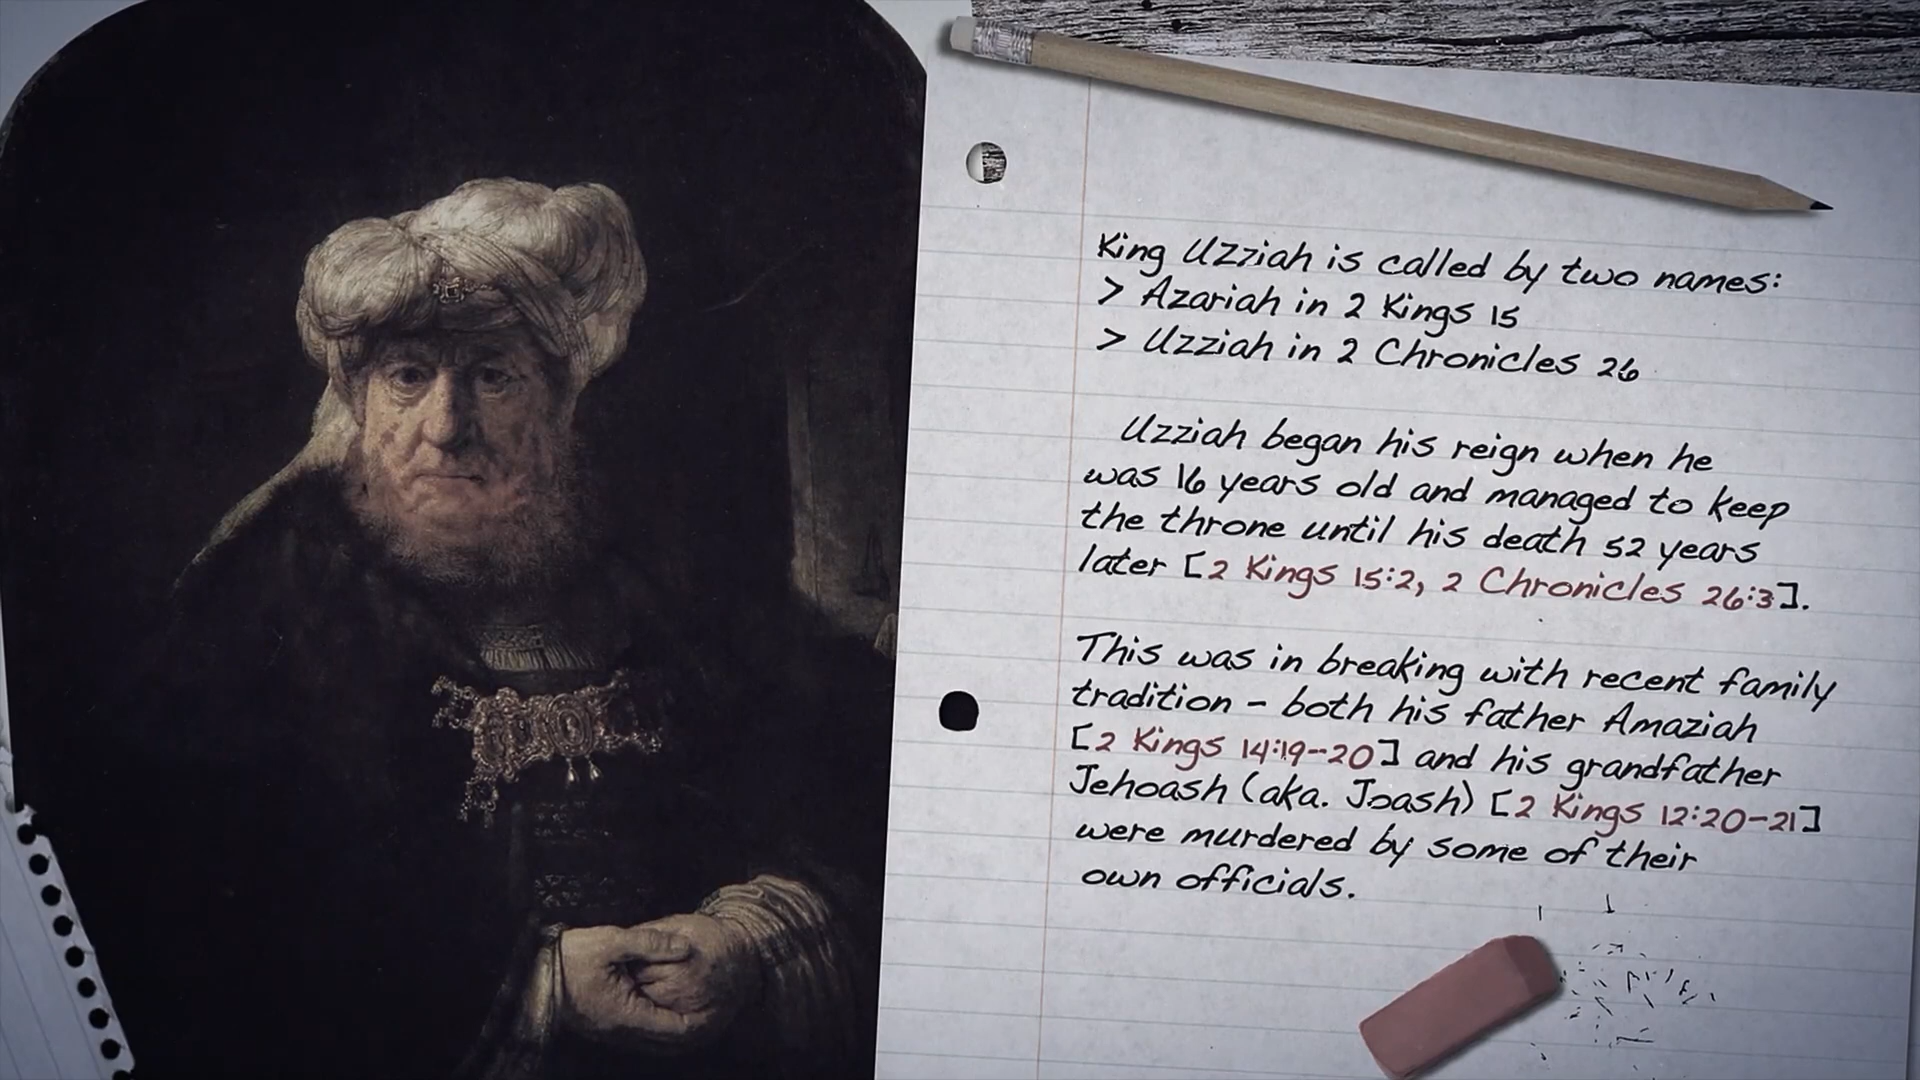 King Uzziah is called by two names:
> Azariah in 2 Kings 15
> Uzziah in 2 Chronicles 26
Uzziah began his reign when he
was 16 years old and managed to keep
the throne until his death 52 years
later [2 Kings 15:2, 2 Chronicles 26:3].
This was in breaking with recent family
tradition - both his father Amaziah
[2 Kings 14:19-20] and his grandfather
Jehoash (aka. Joash) [2 Kings 12:20-21]
were murdered by some of their
own officials.